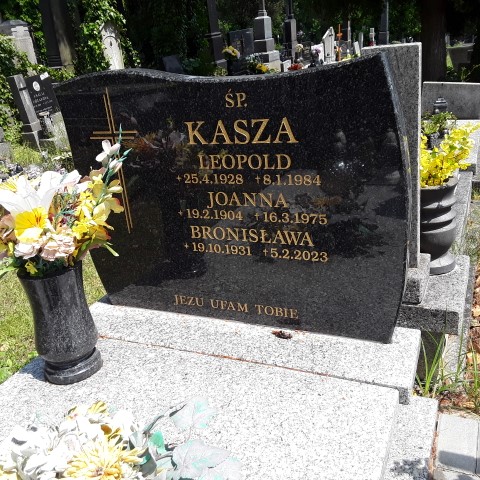 ŚP.
KASZA
LEOPOLD
*25.4.1928 +8.1.1984
JOANNA
*19.2.1904 +16.3.1975
BRONISŁAWA
*19.10.1931 +5.2.2023
JEZU UFAM TOBIE